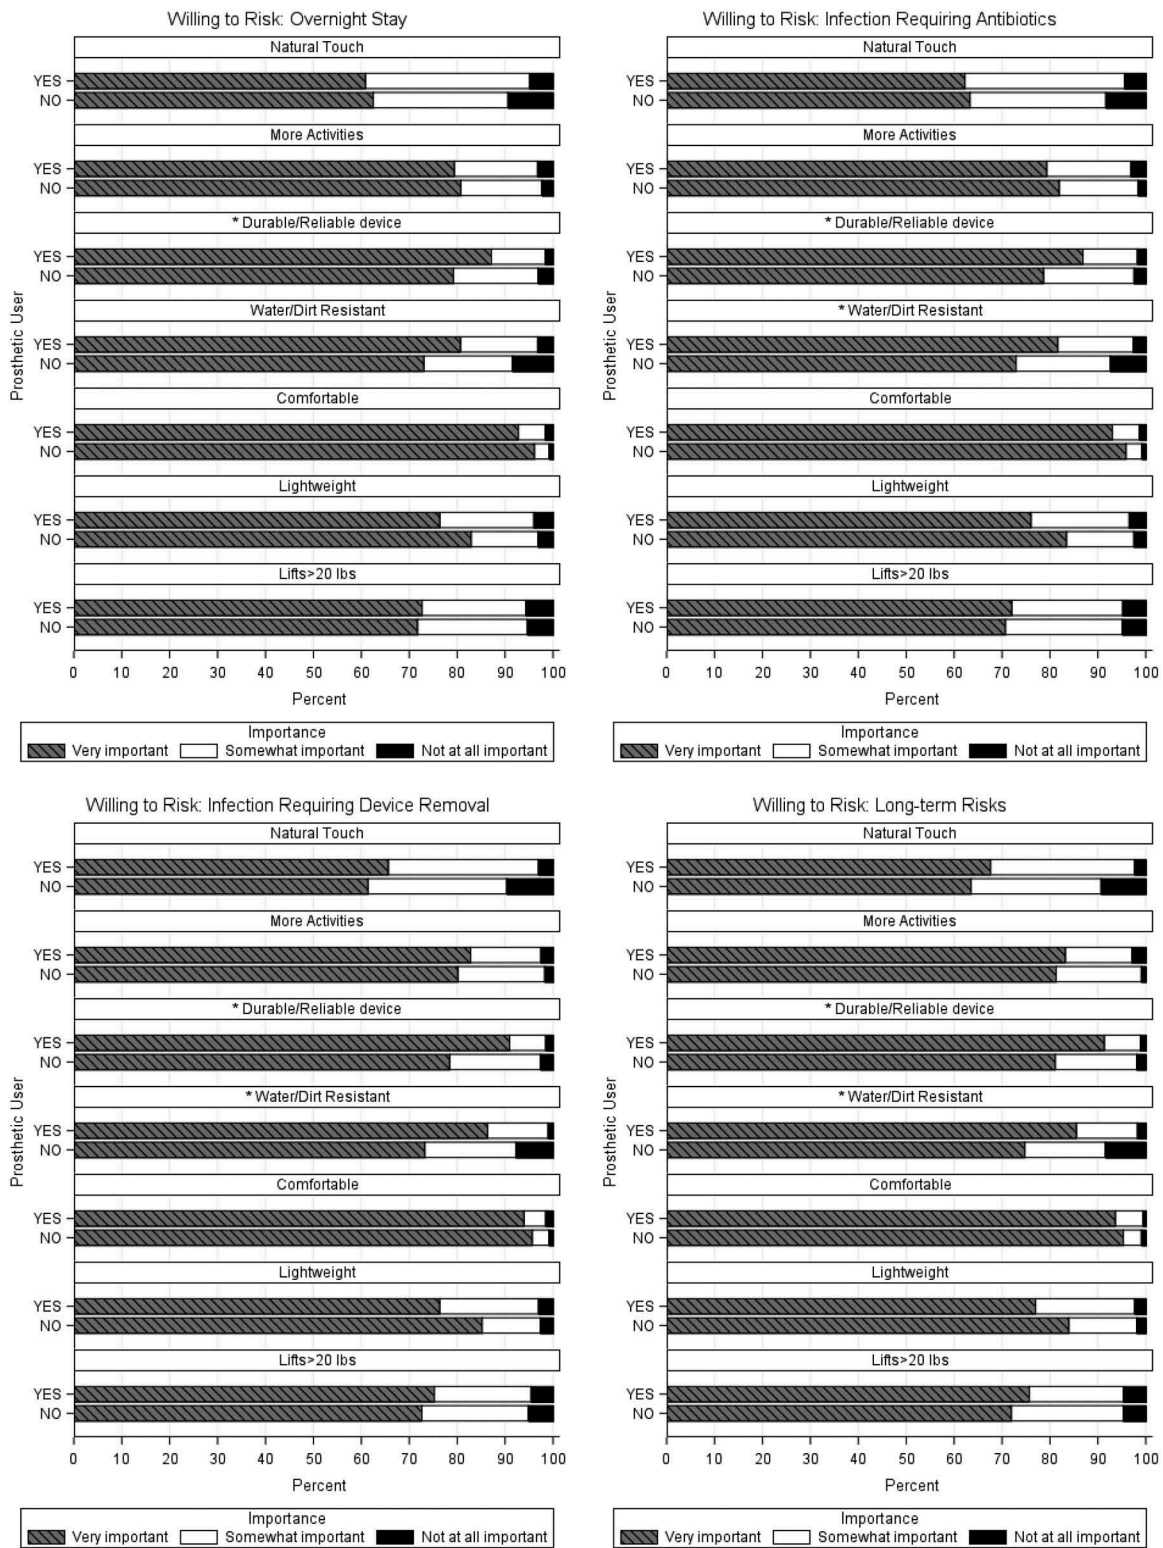 Willing to Risk: Overnight Stay
Natural Touch
YES
NO
More Activities
YES
NO
* Durable/Reliable device
YES
NO
Water/Dirt Resistant
YES
NO
Comfortable
YES
NO
Lightweight
YES
NO
Lifts>20 lbs
YES
NO
Prosthetic User
0 10 20 30 40 50 60 70 80 90 100
Percent
Importance
Very important Somewhat important Not at all important
Willing to Risk: Infection Requiring Antibiotics
Natural Touch
YES
NO
More Activities
YES
NO
* Durable/Reliable device
YES
NO
* Water/Dirt Resistant
YES
NO
Comfortable
YES
NO
Lightweight
YES
NO
Lifts>20 lbs
YES
NO
Prosthetic User
0 10 20 30 40 50 60 70 80 90 100
Percent
Importance
Very important Somewhat important Not at all important
Willing to Risk: Infection Requiring Device Removal
Natural Touch
YES
NO
More Activities
YES
NO
* Durable/Reliable device
YES
NO
* Water/Dirt Resistant
YES
NO
Comfortable
YES
NO
Lightweight
YES
NO
Lifts>20 lbs
YES
NO
Prosthetic User
0 10 20 30 40 50 60 70 80 90 100
Percent
Importance
Very important Somewhat important Not at all important
Willing to Risk: Long-term Risks
Natural Touch
YES
NO
More Activities
YES
NO
* Durable/Reliable device
YES
NO
* Water/Dirt Resistant
YES
NO
Comfortable
YES
NO
Lightweight
YES
NO
Lifts>20 lbs
YES
NO
Prosthetic User
0 10 20 30 40 50 60 70 80 90 100
Percent
Importance
Very important Somewhat important Not at all important